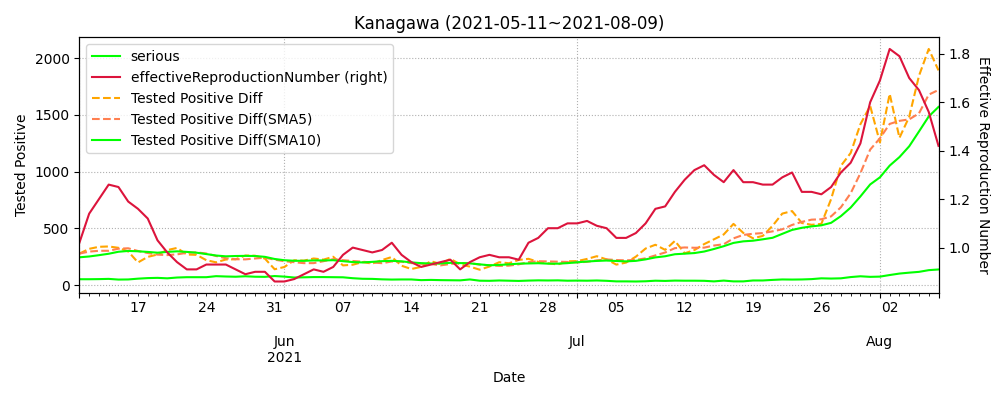 Kanagawa (2021-05-11~2021-08-09)
serious
effectiveReproductionNumber (right)
Tested Positive Diff
Tested Positive Diff(SMA5)
Tested Positive Diff(SMA10)
Tested Positive
2000
1500
1000
500
0
Effective Reproduction Number
1.8
1.6
1.4
1.2
1.0
17 24 31 07 14 21 28 05 12 19 26 02
Jun Jul Aug
2021
Date